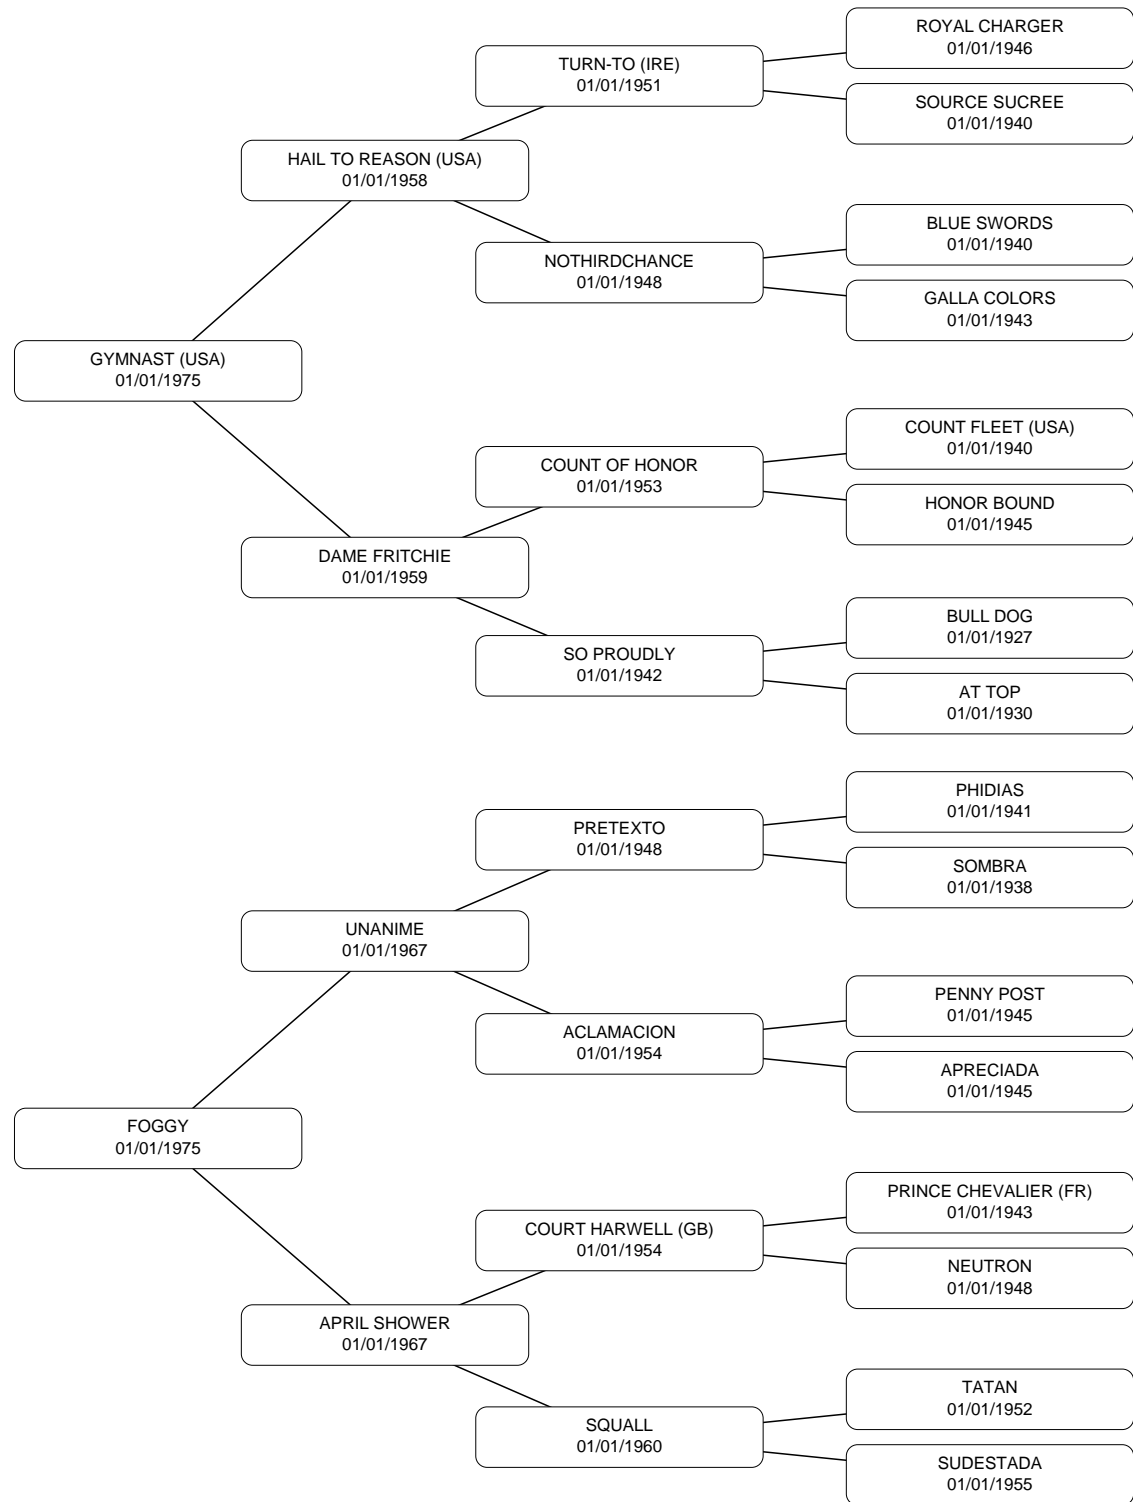 ROYAL CHARGER
01/01/1946
TURN-TO (IRE)
01/01/1951
SOURCE SUCREE
01/01/1940
HAIL TO REASON (USA)
01/01/1958
BLUE SWORDS
01/01/1940
NOTHIRDCHANCE
01/01/1948
GALLA COLORS
01/01/1943
GYMNAST (USA)
01/01/1975
COUNT FLEET (USA)
01/01/1940
COUNT OF HONOR
01/01/1953
HONOR BOUND
01/01/1945
DAME FRITCHIE
01/01/1959
BULL DOG
01/01/1927
SO PROUDLY
01/01/1942
AT TOP
01/01/1930
PHIDIAS
01/01/1941
PRETEXTO
01/01/1948
SOMBRA
01/01/1938
UNANIME
01/01/1967
PENNY POST
01/01/1945
ACLAMACION
01/01/1954
APRECIADA
01/01/1945
FOGGY
01/01/1975
PRINCE CHEVALIER (FR)
01/01/1943
COURT HARWELL (GB)
01/01/1954
NEUTRON
01/01/1948
APRIL SHOWER
01/01/1967
TATAN
01/01/1952
SQUALL
01/01/1960
SUDESTADA
01/01/1955